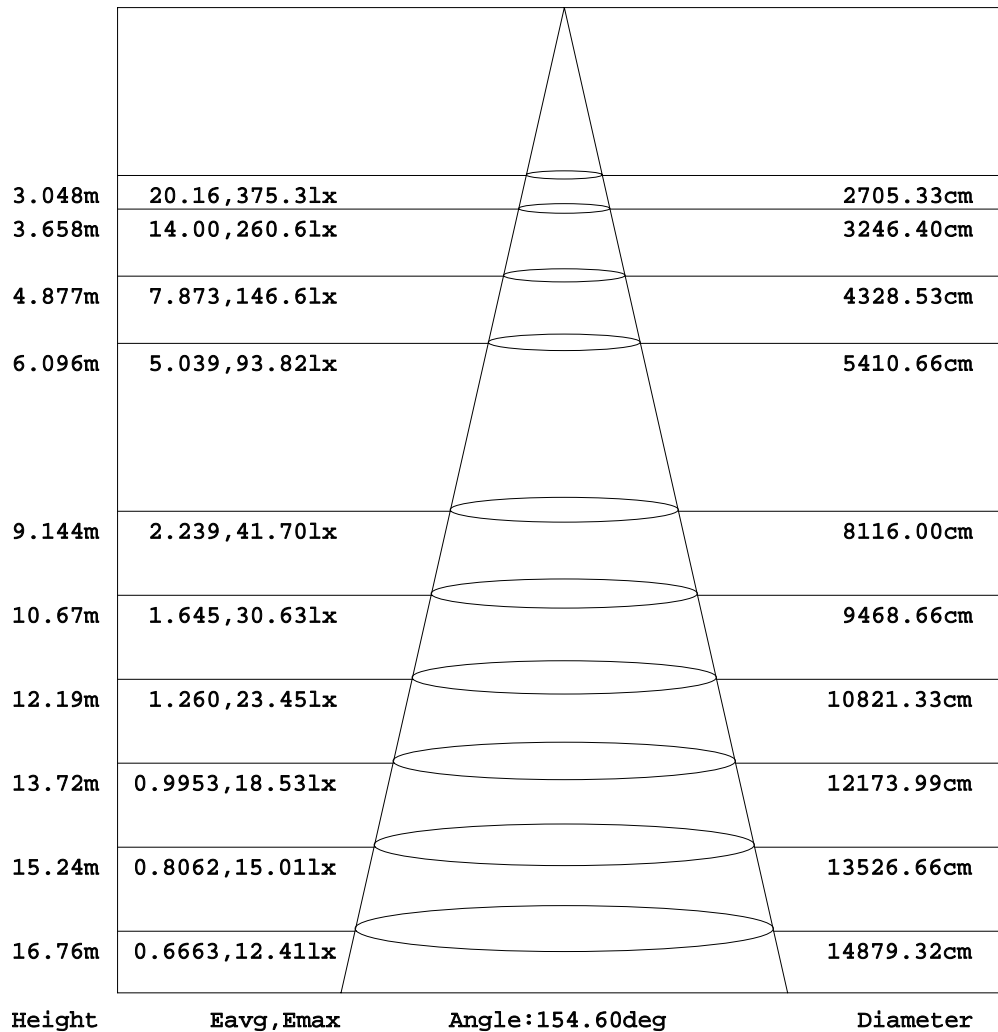 3.048m 20.16,375.3lx 2705.33cm
3.658m 14.00,260.6lx 3246.40cm
4.877m 7.873,146.6lx 4328.53cm
6.096m 5.039,93.82lx 5410.66cm
9.144m 2.239,41.70lx 8116.00cm
10.67m 1.645,30.63lx 9468.66cm
12.19m 1.260,23.45lx 10821.33cm
13.72m 0.9953,18.53lx 12173.99cm
15.24m 0.8062,15.01lx 13526.66cm
16.76m 0.6663,12.41lx 14879.32cm
Height Eavg,Emax Angle:154.60deg Diameter